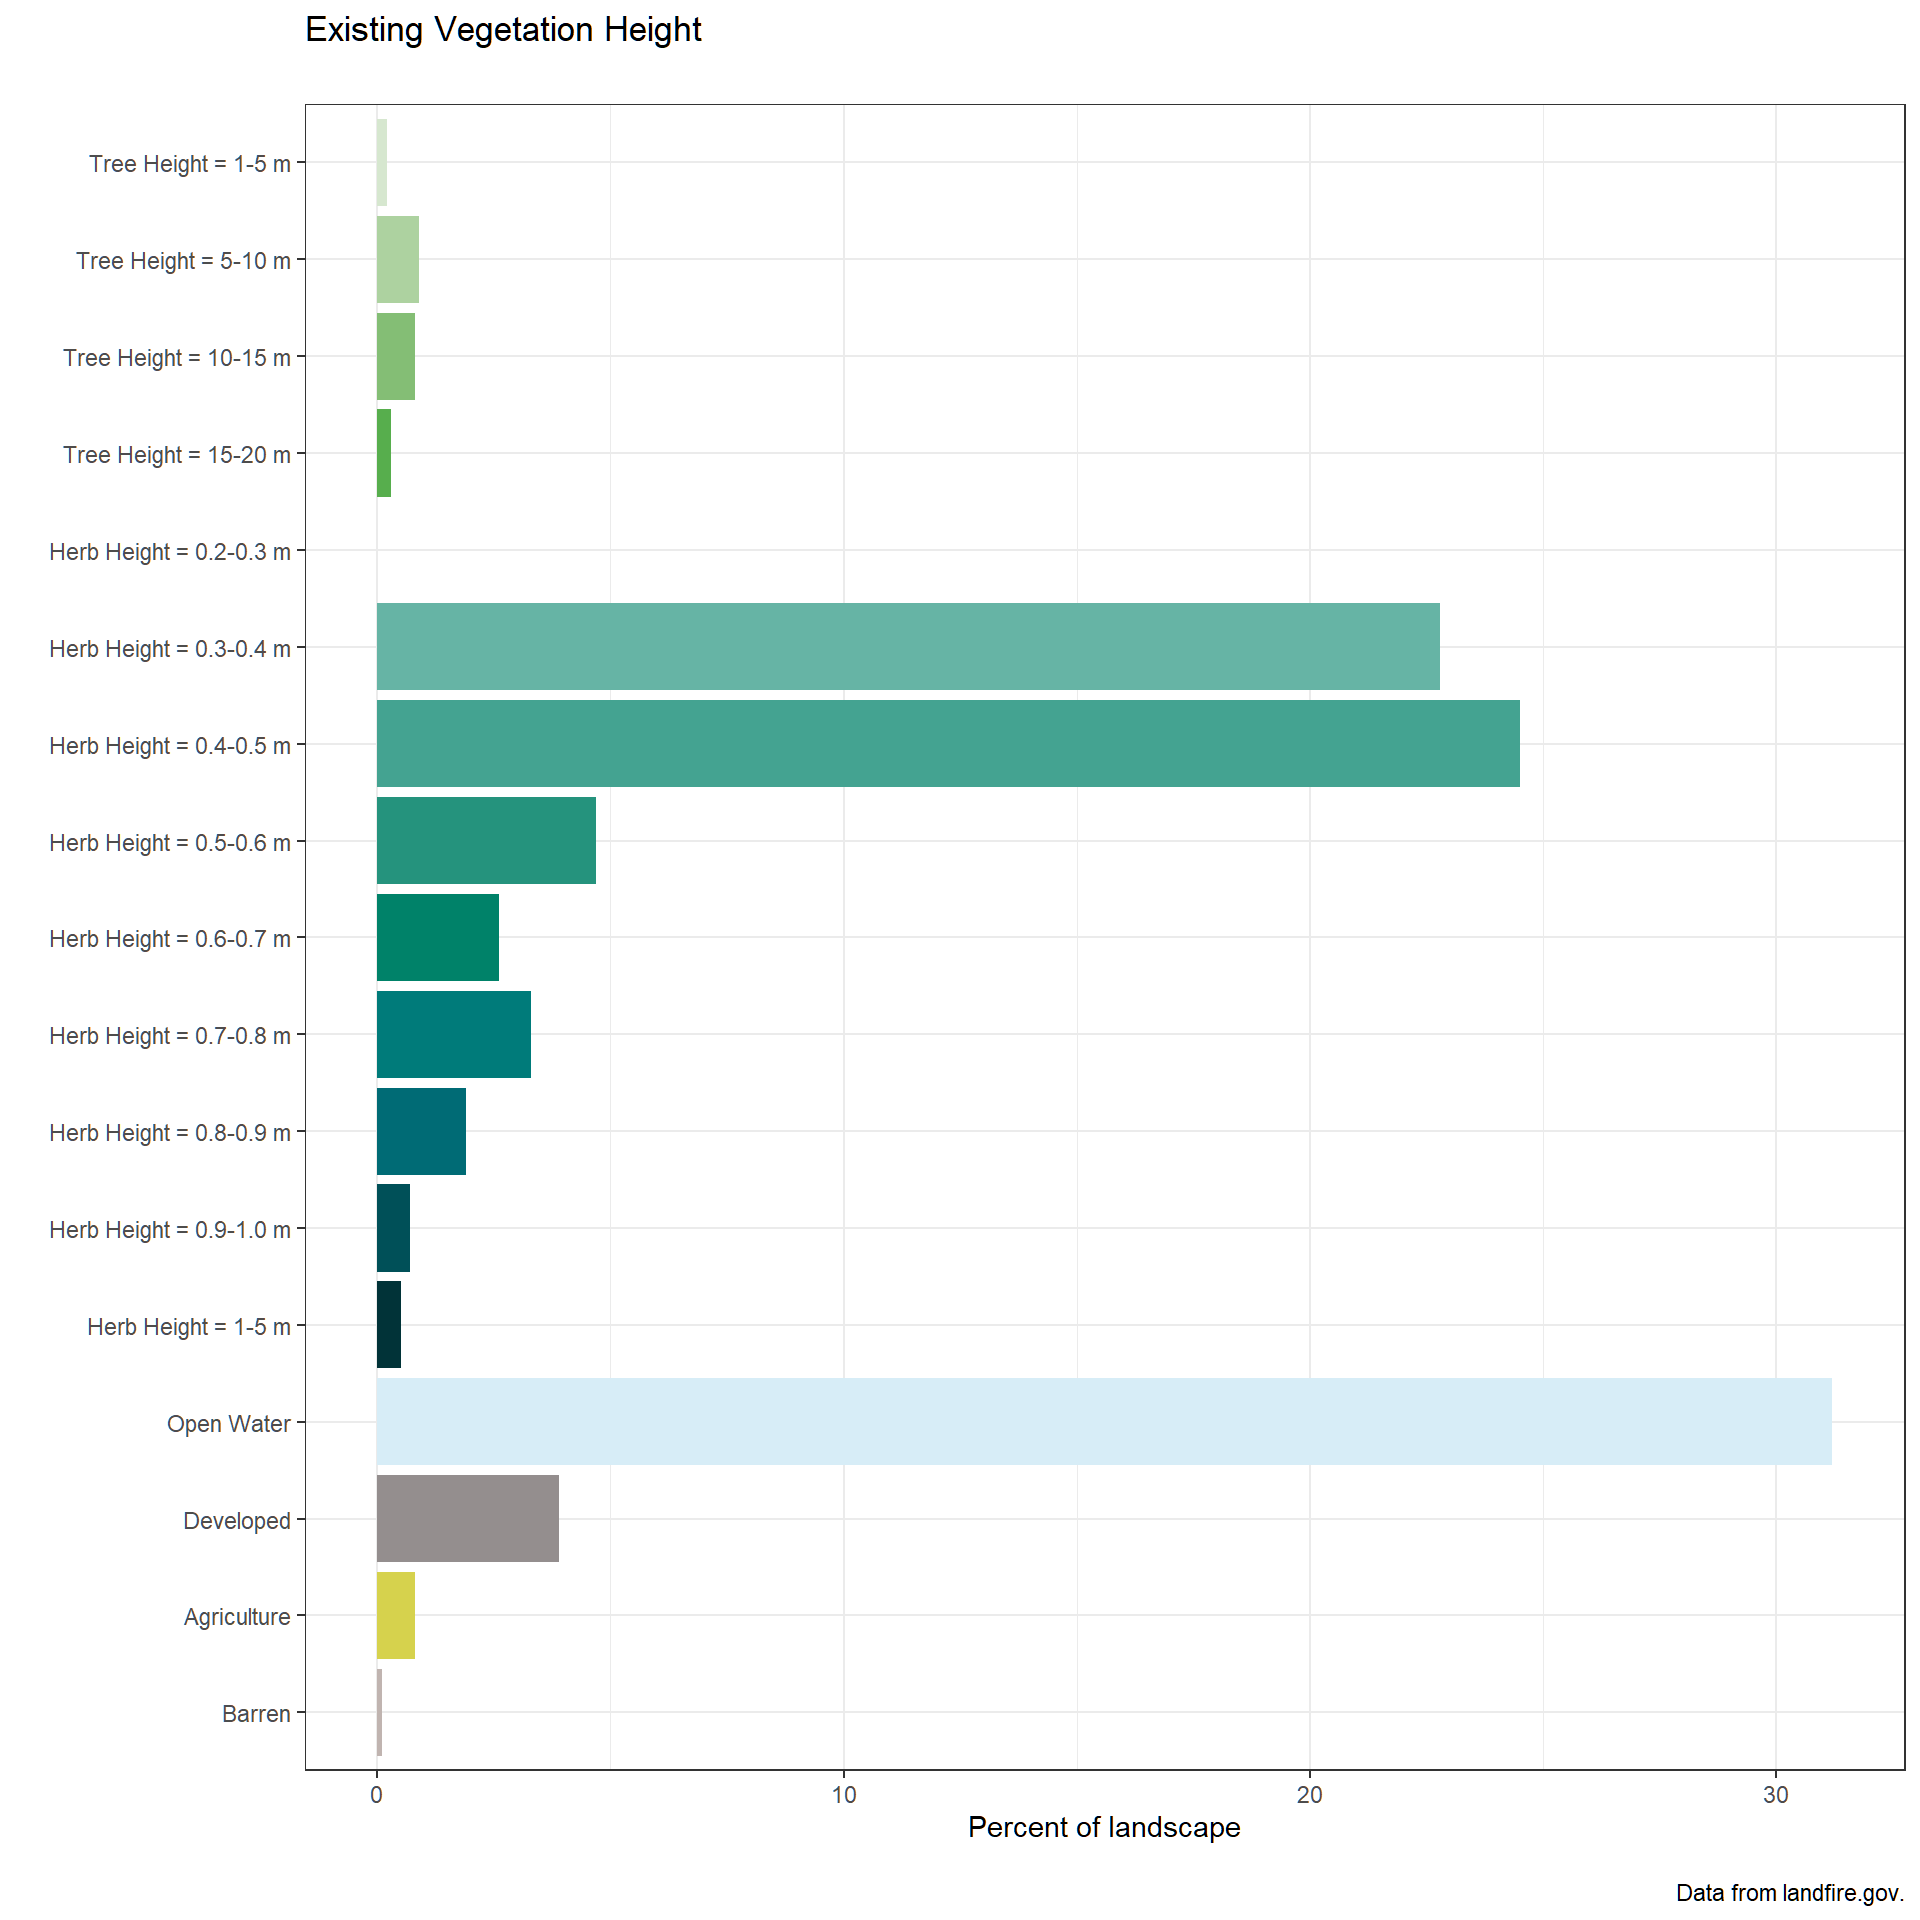 Existing Vegetation Height
Tree Height = 1-5 m
Tree Height = 5-10 m
Tree Height = 10-15 m
Tree Height = 15-20 m
Herb Height = 0.2-0.3 m
Herb Height = 0.3-0.4 m
Herb Height = 0.4-0.5 m
Herb Height = 0.5-0.6 m
Herb Height = 0.6-0.7 m
Herb Height = 0.7-0.8 m
Herb Height = 0.8-0.9 m
Herb Height = 0.9-1.0 m
Herb Height = 1-5 m
Open Water
Developed
Agriculture
Barren
0 10 20 30
Percent of landscape
Data from landfire.gov.